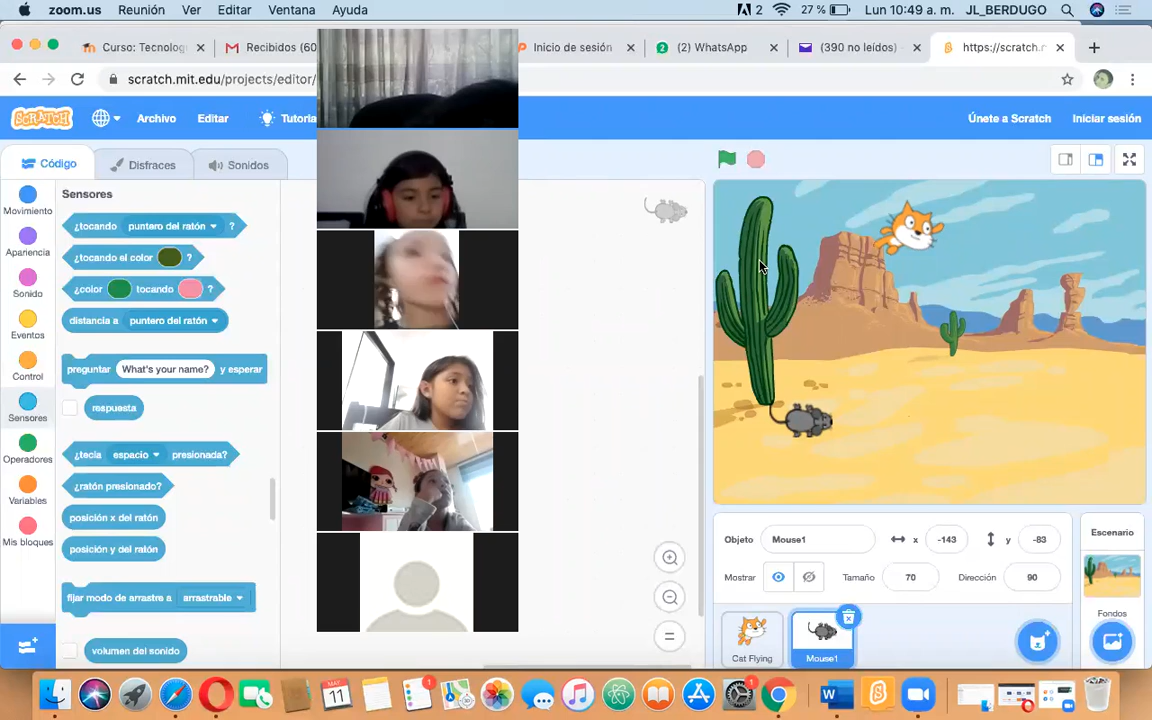 zoom.us Reunión Ver Editar Ventana Ayuda 2 27 % Lun 10:49 a. m. JL_BERDUGO
Curso: Tecnolog Recibidos (60 Inicio de sesión (2) WhatsApp (390 no leídos) https://scratch.m
scratch.mit.edu/projects/editor/
SCRATCH Archivo Editar Tutoria Únete a Scratch Iniciar sesión
Código Disfraces Sonidos
Movimiento
Apariencia
Sonido
Eventos
Control
Sensores
Operadores
Variables
Mis bloques
Sensores
¿tocando puntero del ratón ?
¿tocando el color ?
¿color tocando ?
distancia a puntero del ratón
preguntar What's your name? y esperar
respuesta
¿tecla espacio presionada?
¿ratón presionado?
posición x del ratón
posición y del ratón
fijar modo de arrastre a arrastrable
volumen del sonido
Objeto Mouse1 x -143 y -83
Mostrar Tamaño 70 Dirección 90
Cat Flying Mouse1
Escenario
Fondos
MAY
11
1
1